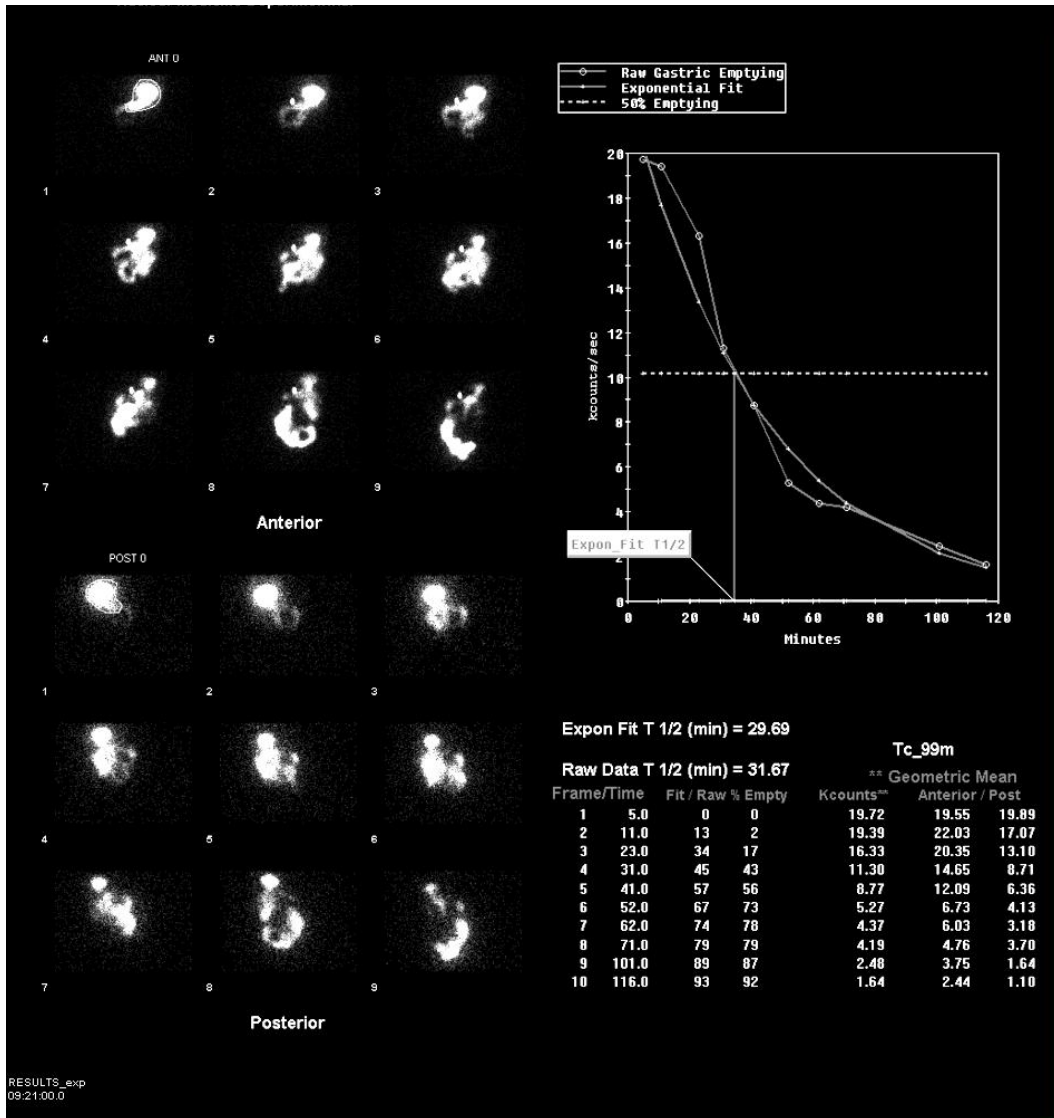 ANT 0
1
2
3
4
5
6
7
8
9
Anterior
POST 0
1
2
3
4
5
6
7
8
9
Posterior
RESULTS_exp
09:21:00.0
Raw Gastric Emptying
Exponential Fit
50% Emptying
kcounts/sec
20
18
16
14
12
10
8
6
4
2
0
Expon_Fit T1/2
0 20 40 60 80 100 120
Minutes
Expon Fit T 1/2 (min) = 29.69
Tc_99m
Raw Data T 1/2 (min) = 31.67
** Geometric Mean
Frame/Time Fit / Raw % Empty Kcounts** Anterior / Post
1 5.0 0 0 19.72 19.55 19.89
2 11.0 13 2 19.39 22.03 17.07
3 23.0 34 17 16.33 20.35 13.10
4 31.0 45 43 11.30 14.65 8.71
5 41.0 57 56 8.77 12.09 6.36
6 52.0 67 73 5.27 6.73 4.13
7 62.0 74 78 4.37 6.03 3.18
8 71.0 79 79 4.19 4.76 3.70
9 101.0 89 87 2.48 3.75 1.64
10 116.0 93 92 1.64 2.44 1.10